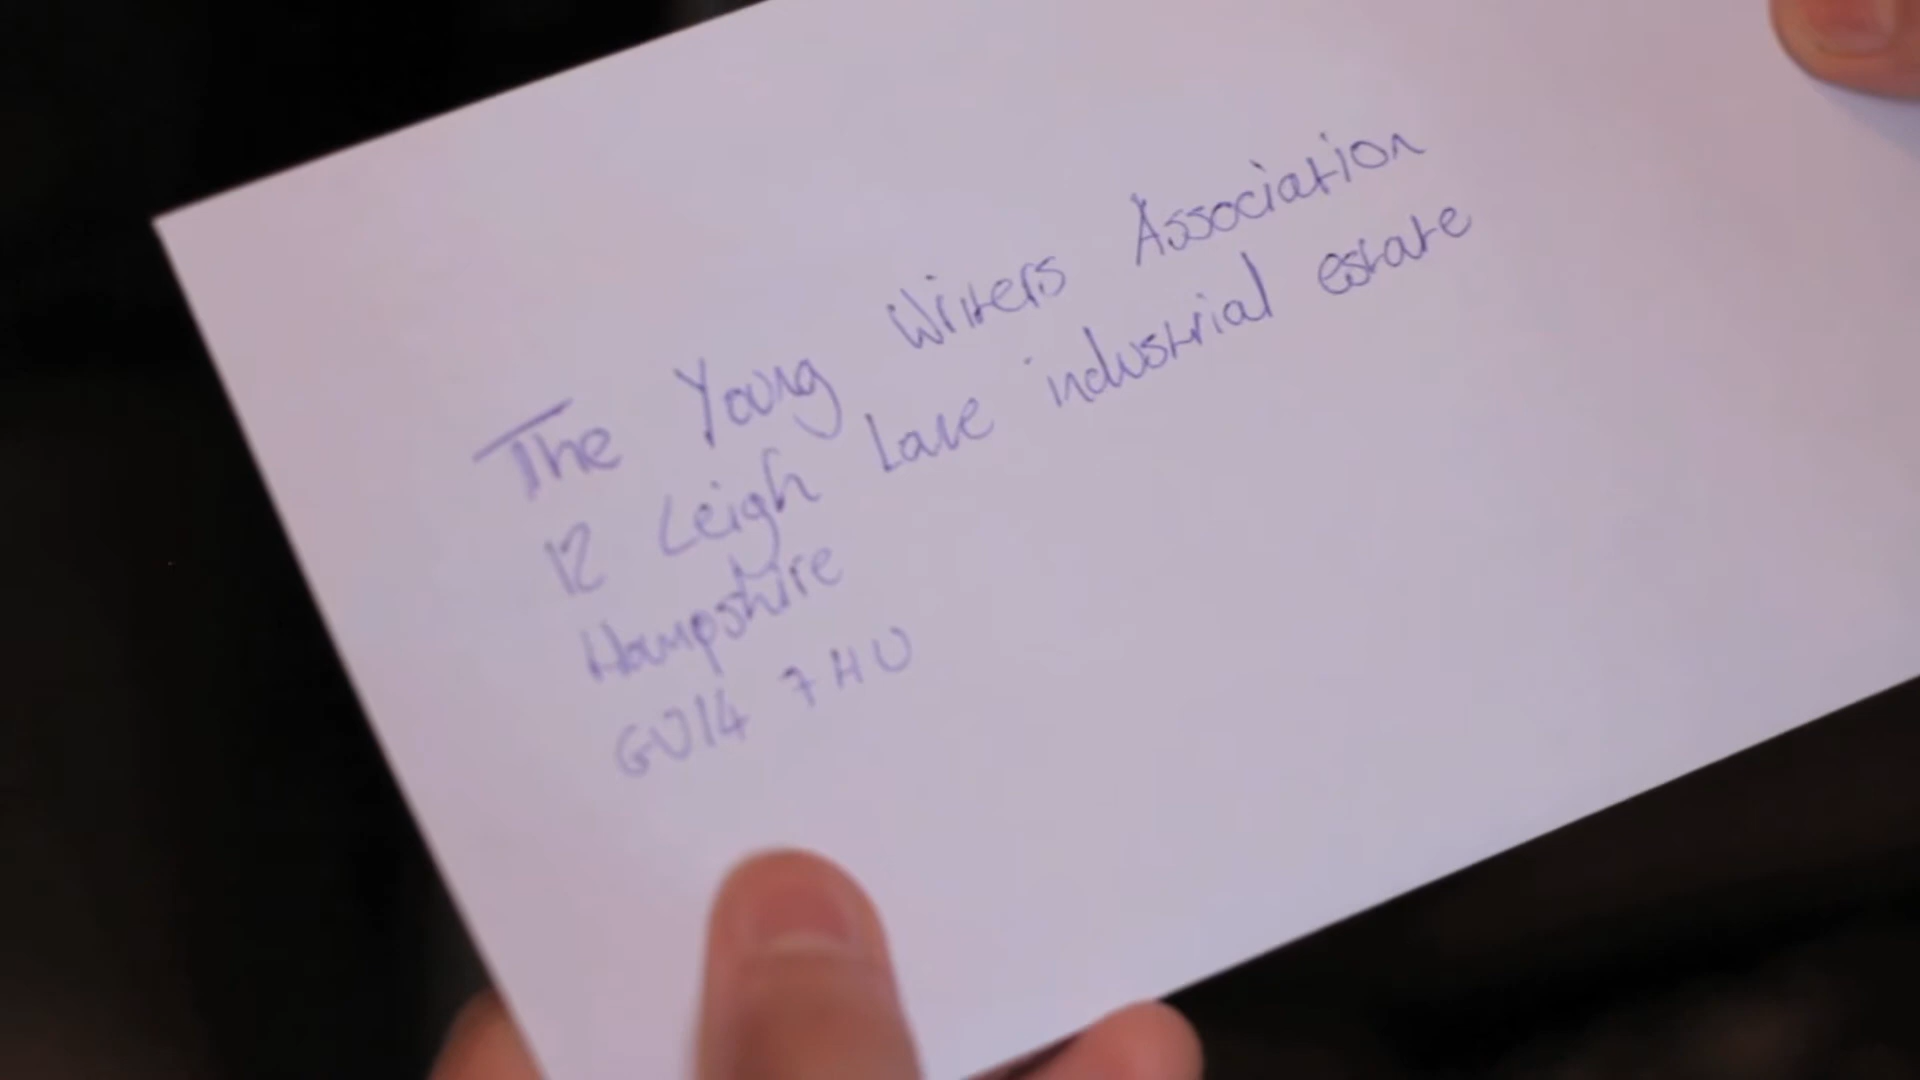 The Young Writers Association
12 Leigh Lane industrial estate
Hampshire
GU14 7HU